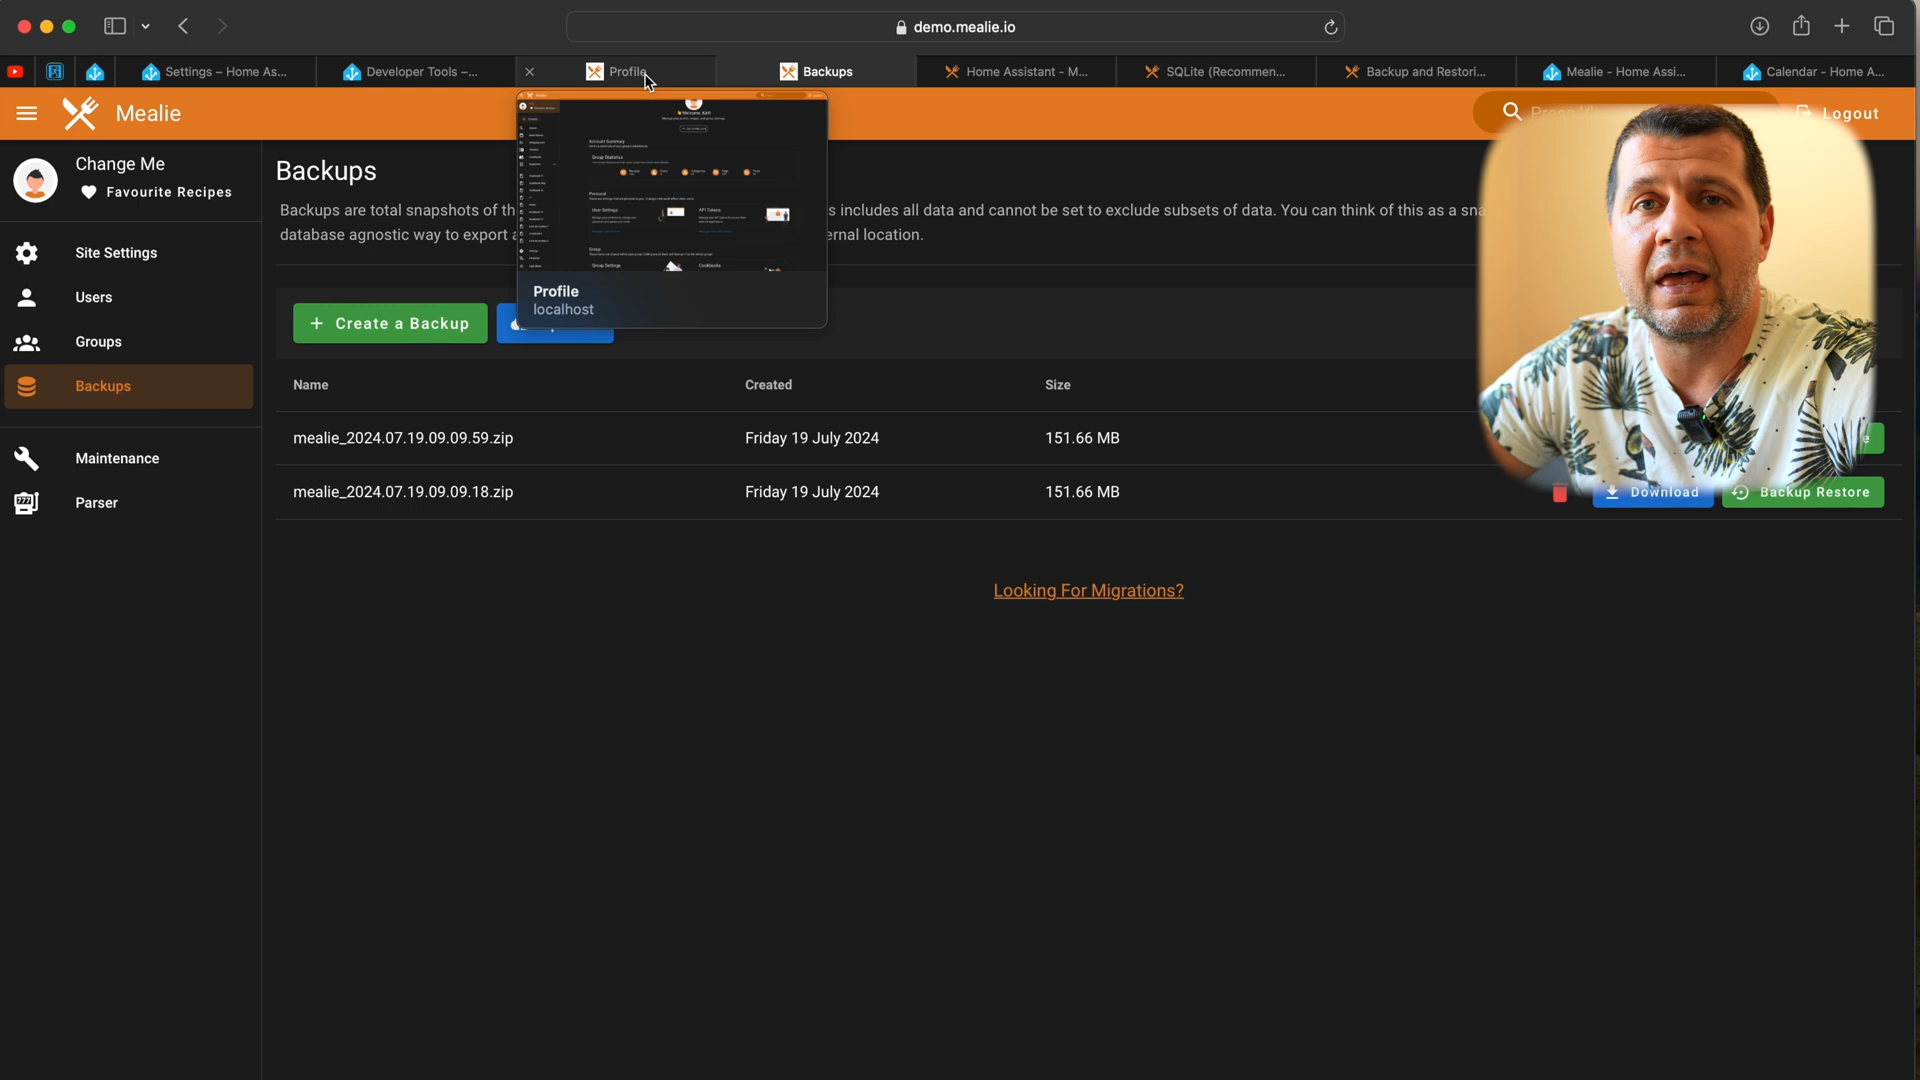 demo.mealie.io
Settings – Home As...
Developer Tools –...
Profile
Backups
Home Assistant - M...
SQLite (Recommen...
Backup and Restori...
Mealie - Home Assi...
Calendar - Home A...
Mealie
Logout
Change Me
Favourite Recipes
Site Settings
Users
Groups
Backups
Maintenance
Parser
Backups
Backups are total snapshots of th
s includes all data and cannot be set to exclude subsets of data. You can think of this as a sna
database agnostic way to export
ernal location.
Profile
localhost
Create a Backup
Name Created Size
mealie_2024.07.19.09.09.59.zip Friday 19 July 2024 151.66 MB
mealie_2024.07.19.09.09.18.zip Friday 19 July 2024 151.66 MB Download Backup Restore
Looking For Migrations?